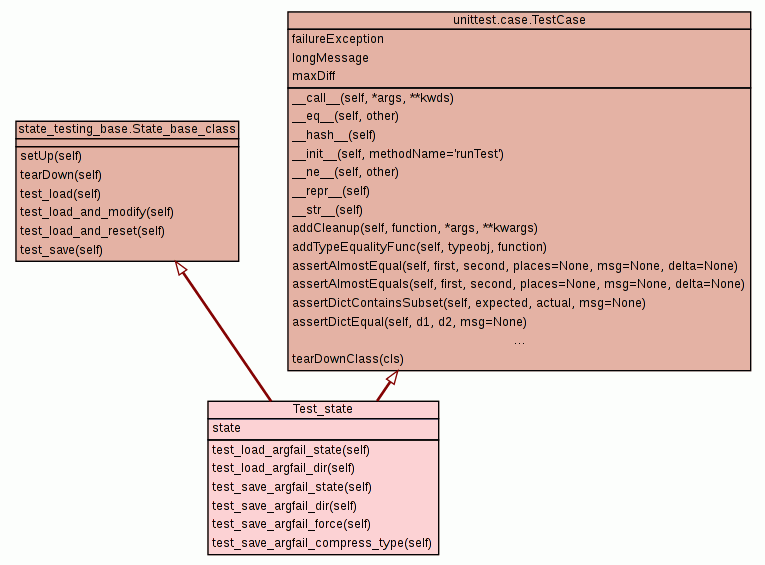 unittest.case.TestCase
failureException
longMessage
maxDiff
__call__(self, *args, **kwds)
__eq__(self, other)
__hash__(self)
__init__(self, methodName='runTest')
__ne__(self, other)
__repr__(self)
__str__(self)
addCleanup(self, function, *args, **kwargs)
addTypeEqualityFunc(self, typeobj, function)
assertAlmostEqual(self, first, second, places=None, msg=None, delta=None)
assertAlmostEquals(self, first, second, places=None, msg=None, delta=None)
assertDictContainsSubset(self, expected, actual, msg=None)
assertDictEqual(self, d1, d2, msg=None)
...
tearDownClass(cls)
state_testing_base.State_base_class
setUp(self)
tearDown(self)
test_load(self)
test_load_and_modify(self)
test_load_and_reset(self)
test_save(self)
Test_state
state
test_load_argfail_state(self)
test_load_argfail_dir(self)
test_save_argfail_state(self)
test_save_argfail_dir(self)
test_save_argfail_force(self)
test_save_argfail_compress_type(self)